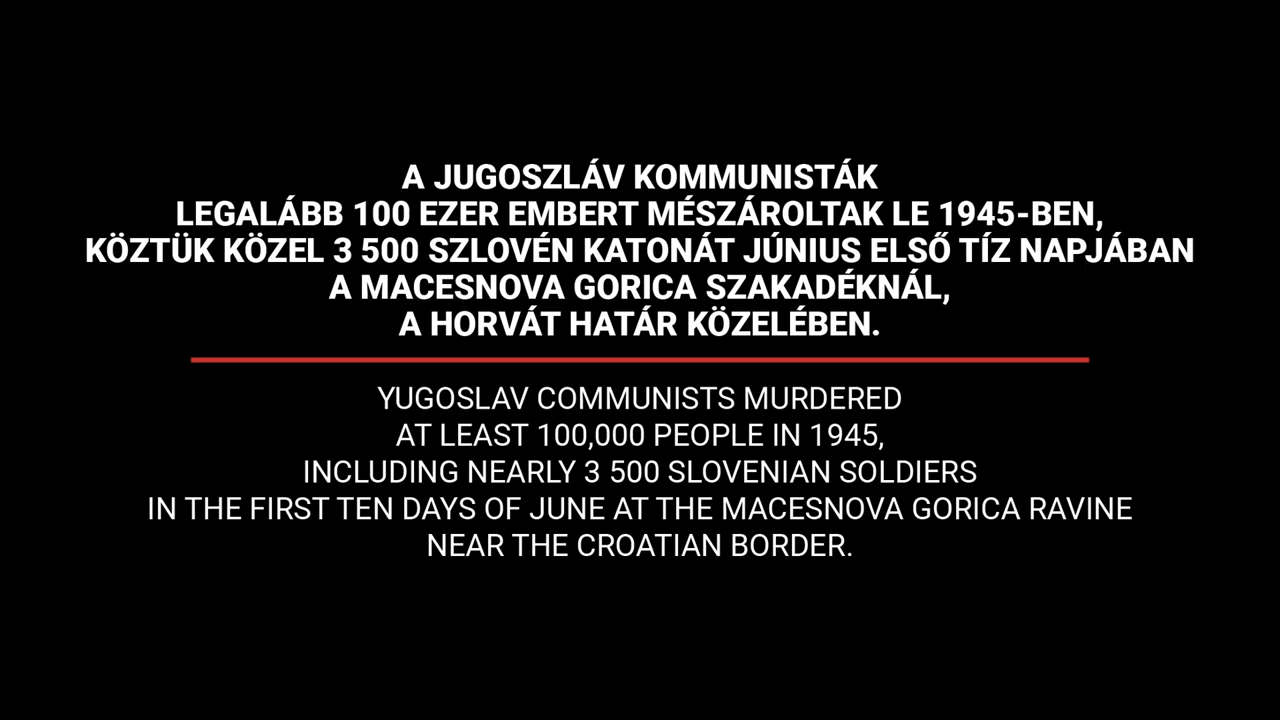 A JUGOSZLÁV KOMMUNISTÁK
LEGALÁBB 100 EZER EMBERT MÉSZÁROLTAK LE 1945-BEN,
KÖZTÜK KÖZEL 3 500 SZLOVÉN KATONÁT JÚNIUS ELSŐ TÍZ NAPJÁBAN
A MACESNOVA GORICA SZAKADÉKNÁL,
A HORVÁT HATÁR KÖZELÉBEN.
YUGOSLAV COMMUNISTS MURDERED
AT LEAST 100,000 PEOPLE IN 1945,
INCLUDING NEARLY 3 500 SLOVENIAN SOLDIERS
IN THE FIRST TEN DAYS OF JUNE AT THE MACESNOVA GORICA RAVINE
NEAR THE CROATIAN BORDER.